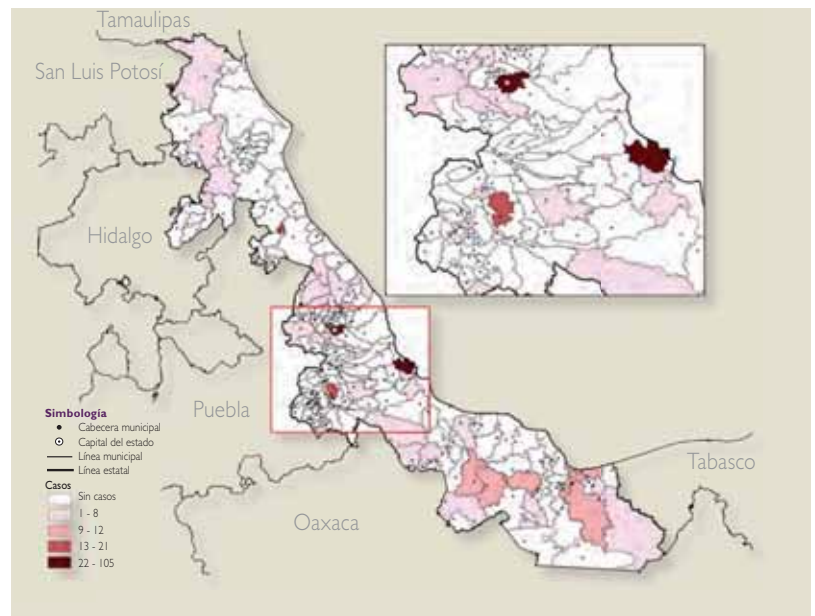 Tamaulipas
San Luis Potosí
Hidalgo
Puebla
Oaxaca
Tabasco
Simbología
Cabecera municipal
Capital del estado
Línea municipal
Línea estatal
Casos
Sin casos
1 - 8
9 - 12
13 - 21
22 - 105